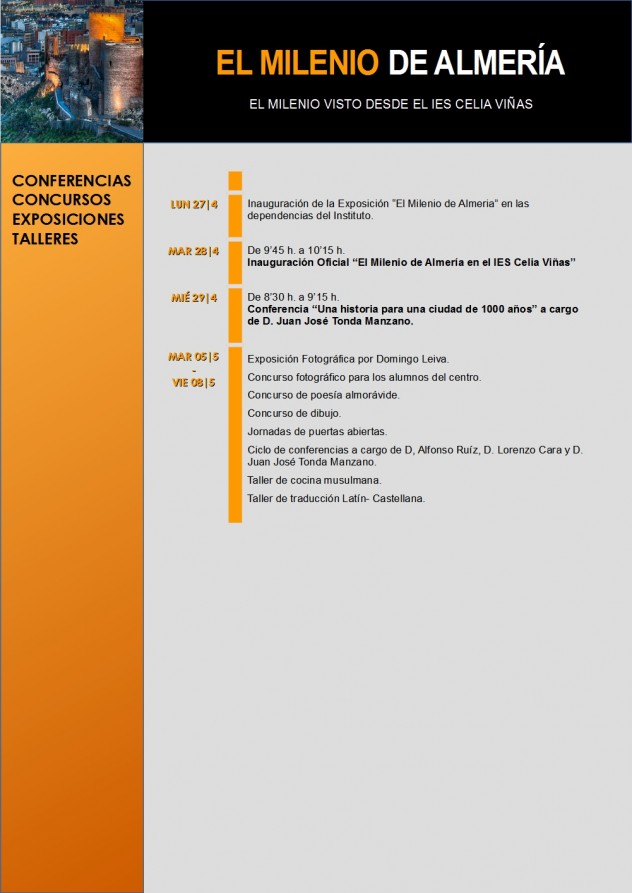 EL MILENIO DE ALMERÍA
EL MILENIO VISTO DESDE EL IES CELIA VIÑAS
CONFERENCIAS
CONCURSOS
EXPOSICIONES
TALLERES
LUN 27|4
Inauguración de la Exposición "El Milenio de Almeria" en las
dependencias del Instituto.
MAR 28|4
De 9'45 h. a 10'15 h.
Inauguración Oficial "El Milenio de Almería en el IES Celia Viñas"
MIÉ 29|4
De 8'30 h. a 9'15 h.
Conferencia "Una historia para una ciudad de 1000 años" a cargo
de D. Juan José Tonda Manzano.
MAR 05|5
-
VIE 08|5
Exposición Fotográfica por Domingo Leiva.
Concurso fotográfico para los alumnos del centro.
Concurso de poesía almorávide.
Concurso de dibujo.
Jornadas de puertas abiertas.
Ciclo de conferencias a cargo de D, Alfonso Ruíz, D. Lorenzo Cara y D.
Juan José Tonda Manzano.
Taller de cocina musulmana.
Taller de traducción Latín- Castellana.